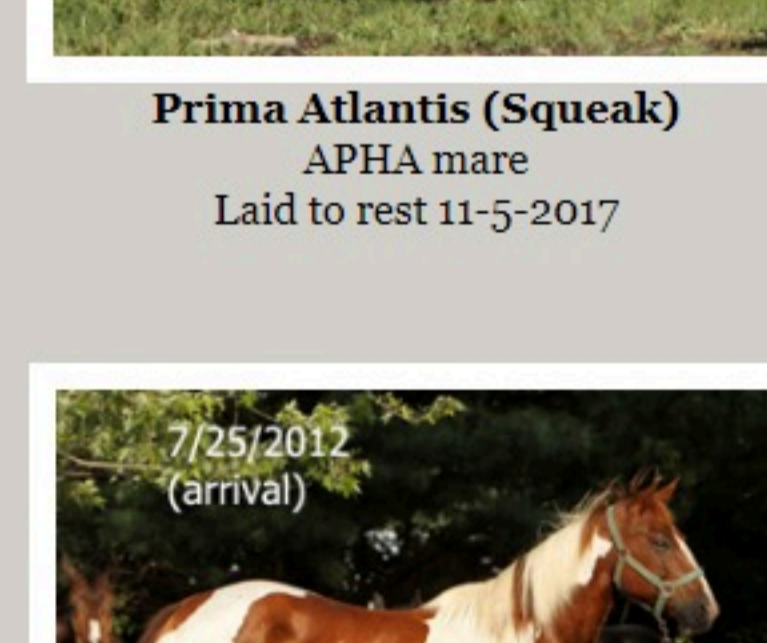 Prima Atlantis (Squeak)
APHA mare
Laid to rest 11-5-2017
7/25/2012
(arrival)